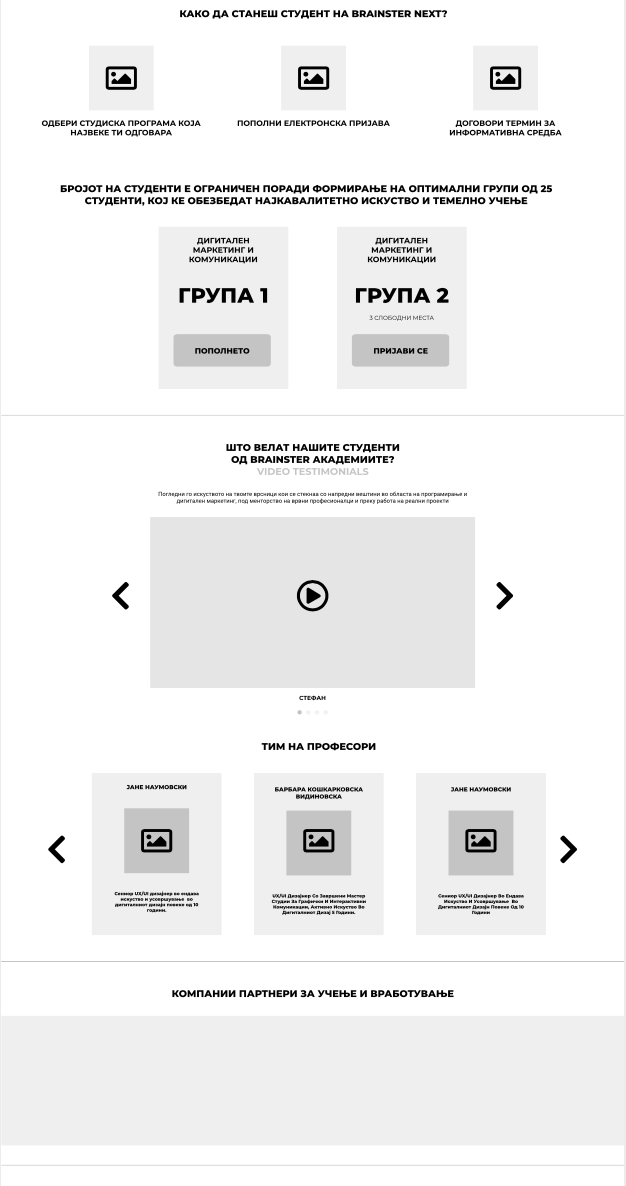 КАКО ДА СТАНЕШ СТУДЕНТ НА BRAINSTER NEXT?
ОДБЕРИ СТУДИСКА ПРОГРАМА КОЈА
НАЈВЕКЕ ТИ ОДГОВАРА
ПОПОЛНИ ЕЛЕКТРОНСКА ПРИЈАВА
ДОГОВОРИ ТЕРМИН ЗА
ИНФОРМАТИВНА СРЕДБА
БРОЈОТ НА СТУДЕНТИ Е ОГРАНИЧЕН ПОРАДИ ФОРМИРАЊЕ НА ОПТИМАЛНИ ГРУПИ ОД 25
СТУДЕНТИ, КОЈ КЕ ОБЕЗБЕДАТ НАЈКАВАЛИТЕТНО ИСКУСТВО И ТЕМЕЛНО УЧЕЊЕ
ДИГИТАЛЕН
МАРКЕТИНГ И
КОМУНИКАЦИИ
ГРУПА 1
ПОПОЛНЕТО
ДИГИТАЛЕН
МАРКЕТИНГ И
КОМУНИКАЦИИ
ГРУПА 2
3 СЛОБОДНИ МЕСТА
ПРИЈАВИ СЕ
ШТО ВЕЛАТ НАШИТЕ СТУДЕНТИ
ОД BRAINSTER АКАДЕМИИТЕ?
VIDEO TESTIMONIALS
Погледни го искуството на твоите врсници кои се стекнаа со напредни вештини во областа на програмирање и
дигитален маркетинг, под менторство на врвни професионалци и преку работа на реални проекти
СТЕФАН
ТИМ НА ПРОФЕСОРИ
ЈАНЕ НАУМОВСКИ
Сениор UX/UI дизајнер во ендава
искуство и усовршување во
дигиталниот дизајн повеке од 10
години.
БАРБАРА КОШКАРКОВСКА
ВИДИНОВСКА
UX/UI Дизајнер Со Завршени Мастер
Студии За Графички И Интерактивни
Комуникации, Активно Искуство Во
Дигиталниот Дизај 5 Години.
ЈАНЕ НАУМОВСКИ
Сениор UX/UI Дизајнер Во Ендава
Искуство И Усовршување Во
Дигиталниот Дизајн Повеке Од 10
Години
КОМПАНИИ ПАРТНЕРИ ЗА УЧЕЊЕ И ВРАБОТУВАЊЕ